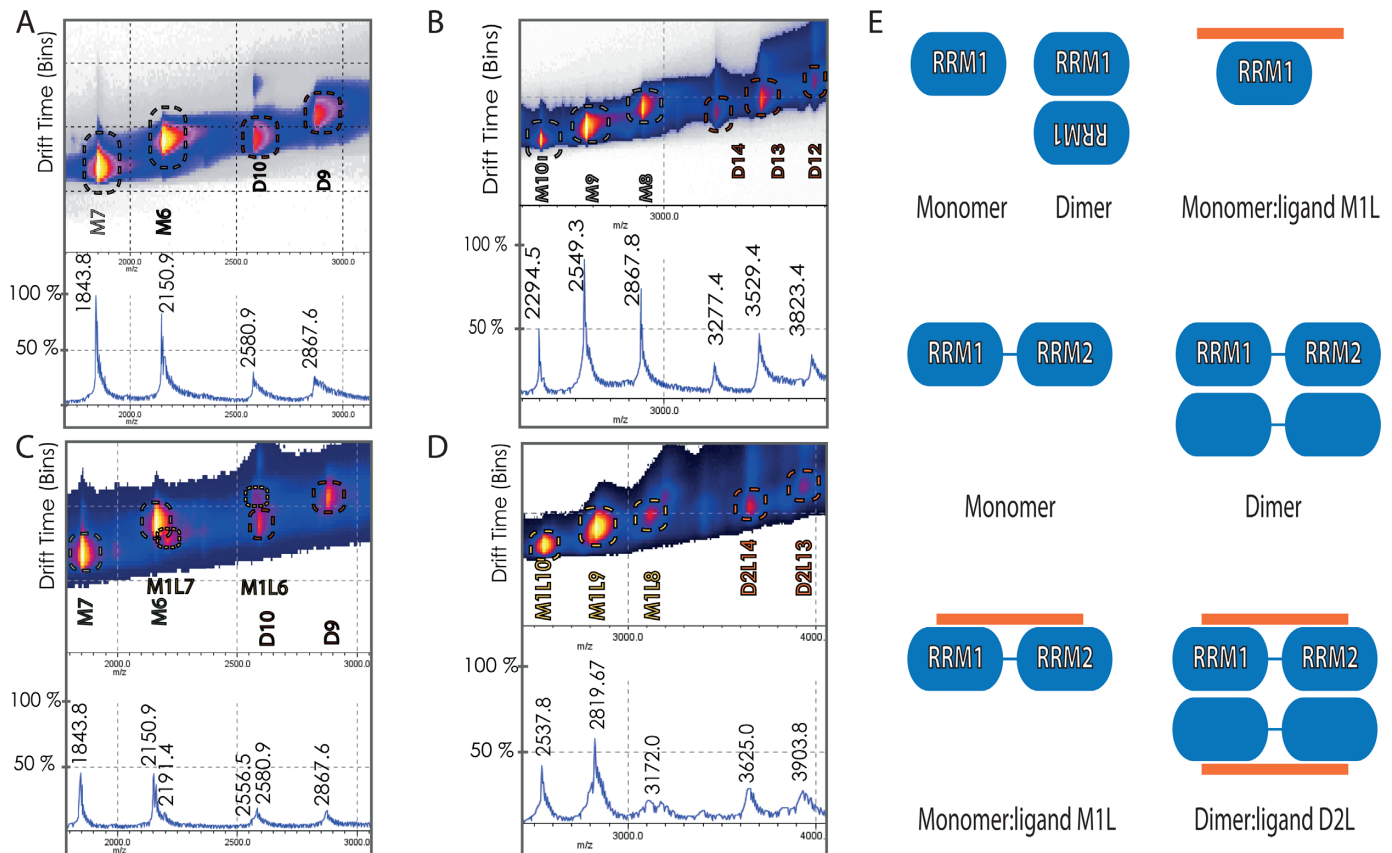 A
Drift Time (Bins)
M7
M6
D10
D9
2000.0
2500.0
3000.0
m/z
100 %
50 %
1843.8
2150.9
2580.9
2867.6
2000.0
2500.0
3000.0
m/z
B
Drift Time (Bins)
M10
M9
M8
D14
D13
D12
3000.0
m/z
100 %
50 %
2294.5
2549.3
2867.8
3277.4
3529.4
3823.4
3000.0
m/z
C
Drift Time (Bins)
M7
M6
M1L7
M1L6
D10
D9
2000.0
2500.0
3000.0
m/z
100 %
50 %
1843.8
2150.9
2191.4
2556.5
2580.9
2867.6
2000.0
2500.0
3000.0
m/z
D
Drift Time (Bins)
M1L10
M1L9
M1L8
D2L14
D2L13
3000.0
4000.
m/z
100 %
50 %
2537.8
2819.67
3172.0
3625.0
3903.8
3000.0
4000.
m/z
E
RRM1
RRM1
RRM1
RRM1
Monomer
Dimer
Monomer:ligand M1L
RRM1 RRM2
RRM1 RRM2
Monomer
Dimer
RRM1 RRM2
RRM1 RRM2
Monomer:ligand M1L
Dimer:ligand D2L